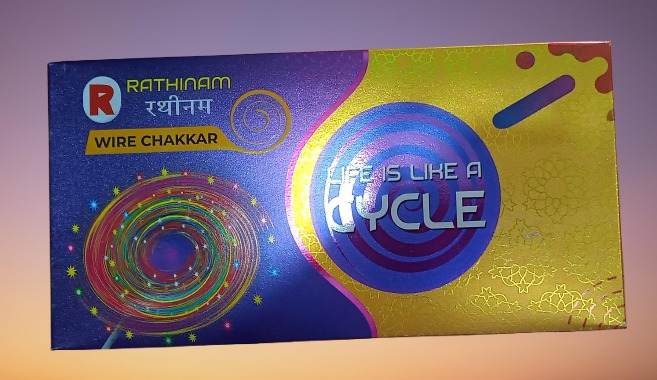 R
RATHINAM
रथीनम
WIRE CHAKKAR
LIFE IS LIKE A
CYCLE